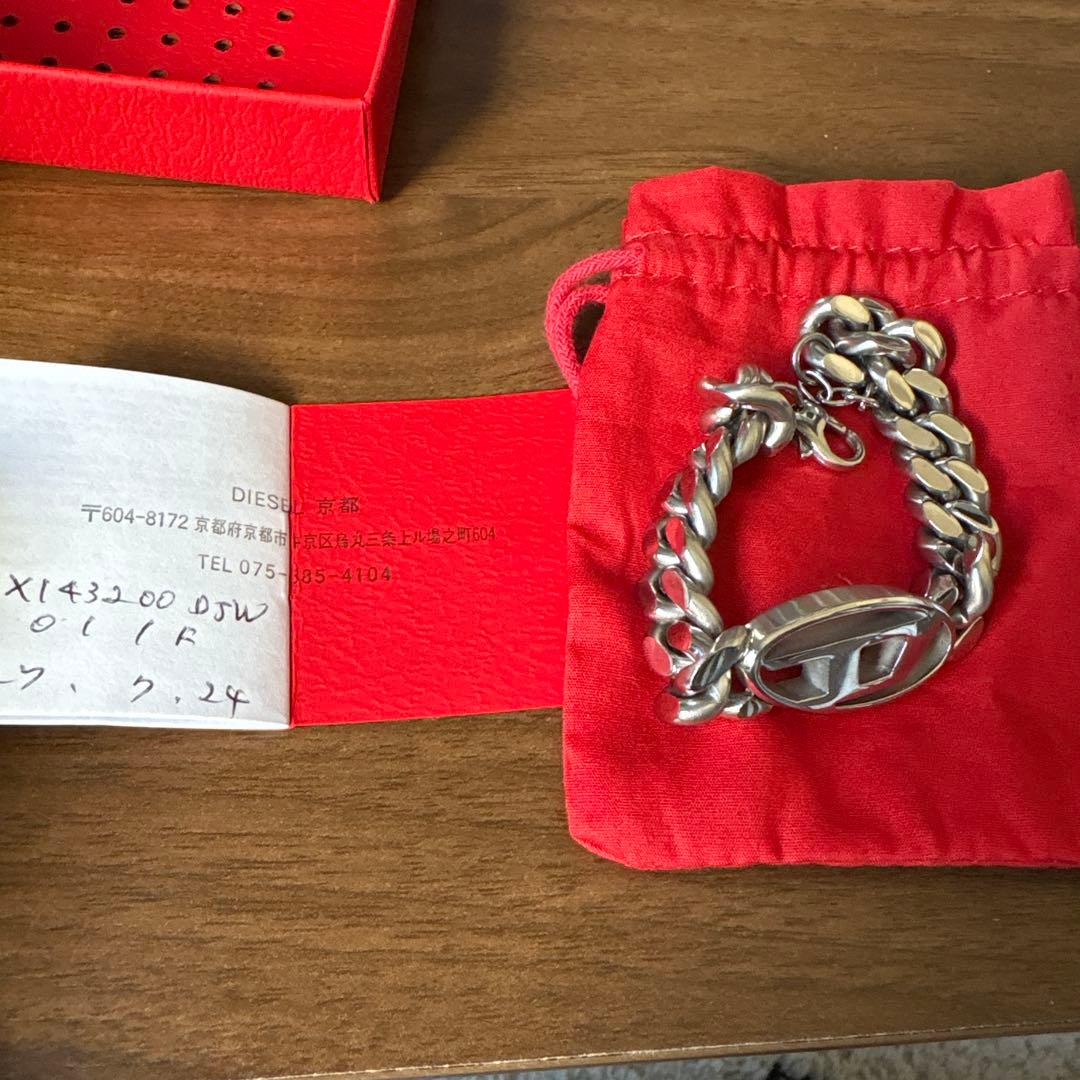 DIESEL 京都
〒604-8172 京都府京都市中京区烏丸三条上ル場之町604
TEL 075-385-4104
X143200 DJW
01 1F
7. 7. 24